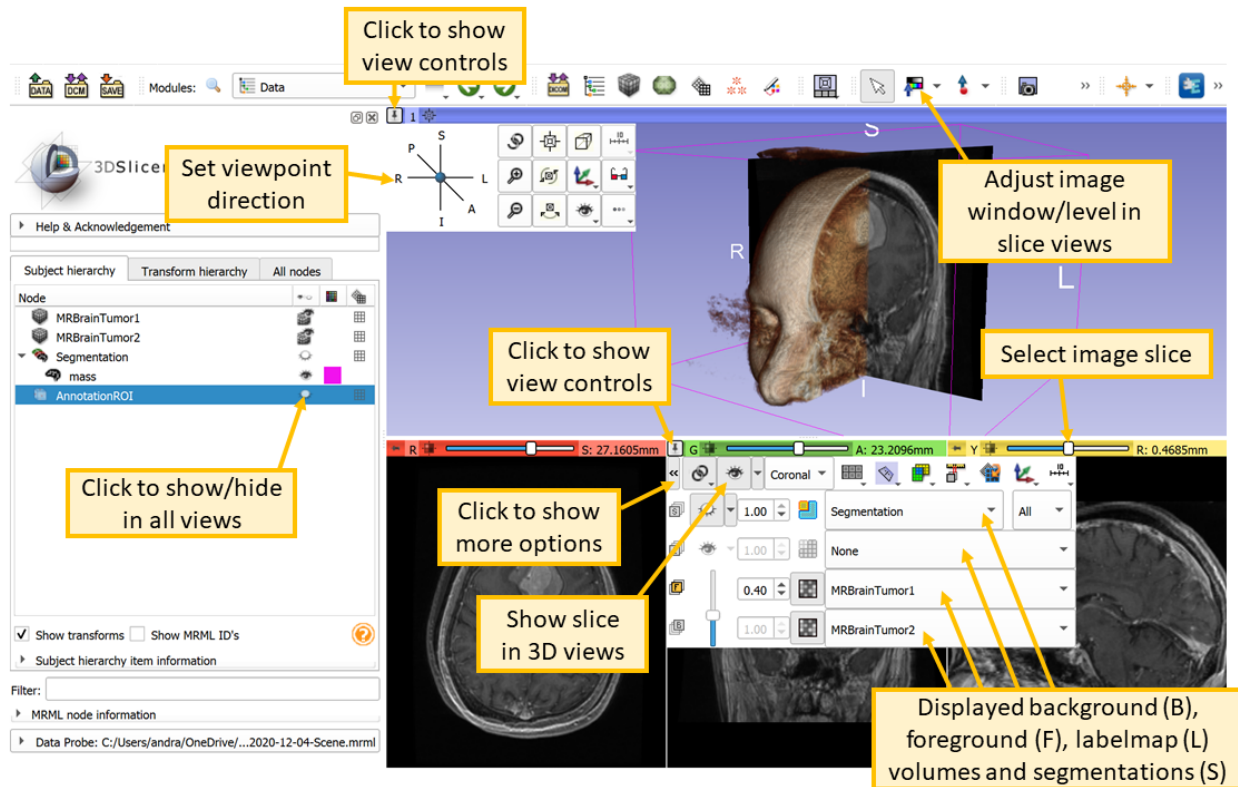 Click to show
view controls
DATA
DCM
SAVE
Modules:
Data
1
S
P
R
L
A
I
Set viewpoint
direction
3DSlicer
Help & Acknowledgement
Subject hierarchy
Transform hierarchy
All nodes
Node
MRBrainTumor1
MRBrainTumor2
Segmentation
mass
AnnotationROI
Click to show/hide
in all views
Show transforms
Show MRML ID's
Subject hierarchy item information
Filter:
MRML node information
Data Probe: C:/Users/andra/OneDrive/...2020-12-04-Scene.mrml
S
R
L
I
Adjust image
window/level in
slice views
Click to show
view controls
Select image slice
R
S: 27.1605mm
G
A: 23.2096mm
Y
R: 0.4685mm
Coronal
S
1.00
Segmentation
All
1.00
None
F
0.40
MRBrainTumor1
B
1.00
MRBrainTumor2
Click to show
more options
Show slice
in 3D views
Displayed background (B),
foreground (F), labelmap (L)
volumes and segmentations (S)